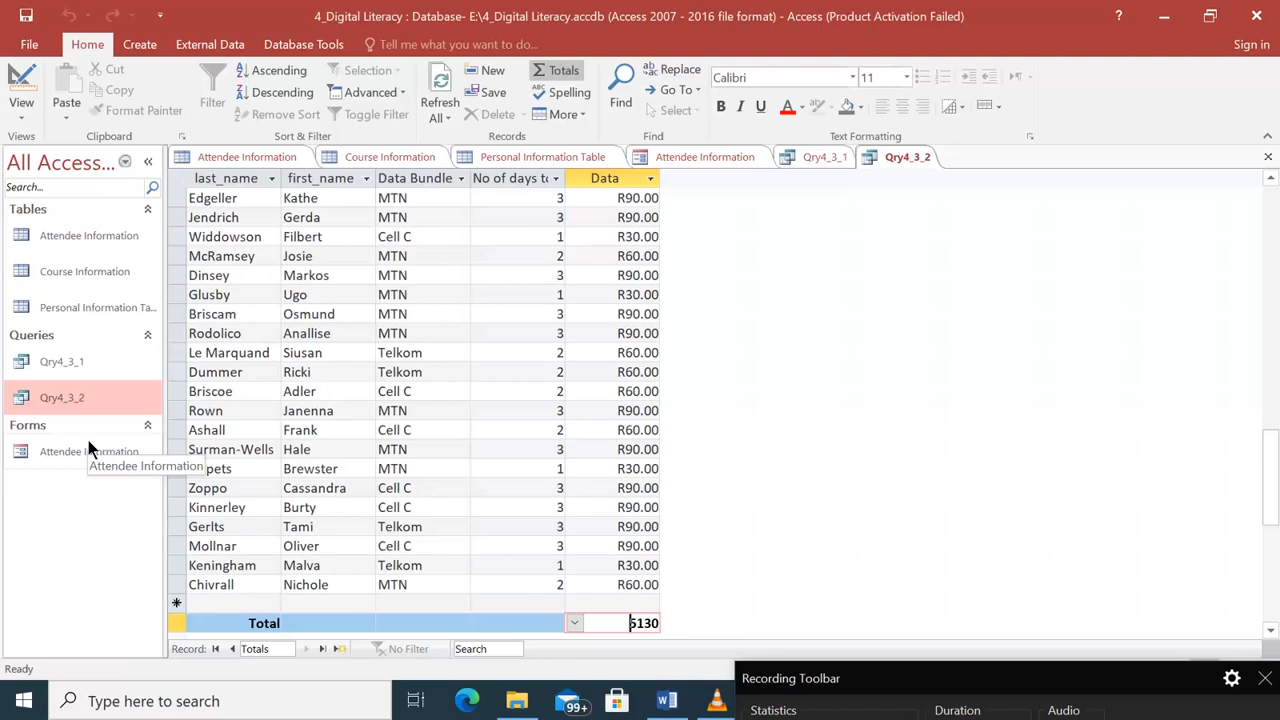 4_Digital Literacy : Database- E:\4_Digital Literacy.accdb (Access 2007 - 2016 file format) - Access (Product Activation Failed)
?
File Home Create External Data Database Tools Tell me what you want to do... Sign in
View
Views
Paste
Cut
Copy
Format Painter
Clipboard
Filter
Ascending
Descending
Remove Sort
Selection
Advanced
Toggle Filter
Sort & Filter
Refresh
All
New
Save
Delete
Totals
Spelling
More
Records
Find
Replace
Go To
Select
Find
Calibri 11
B I U A
Text Formatting
All Access...
Search...
Tables
Attendee Information
Course Information
Personal Information Ta...
Queries
Qry4_3_1
Qry4_3_2
Forms
Attendee Information
Attendee Information
Attendee Information Course Information Personal Information Table Attendee Information Qry4_3_1 Qry4_3_2
last_name first_name Data Bundle No of days to Data
Edgeller Kathe MTN 3 R90.00
Jendrich Gerda MTN 3 R90.00
Widdowson Filbert Cell C 1 R30.00
McRamsey Josie MTN 2 R60.00
Dinsey Markos MTN 3 R90.00
Glusby Ugo MTN 1 R30.00
Briscam Osmund MTN 3 R90.00
Rodolico Anallise MTN 3 R90.00
Le Marquand Siusan Telkom 2 R60.00
Dummer Ricki Telkom 2 R60.00
Briscoe Adler Cell C 2 R60.00
Rown Janenna MTN 3 R90.00
Ashall Frank Cell C 2 R60.00
Surman-Wells Hale MTN 3 R90.00
pets Brewster MTN 1 R30.00
Zoppo Cassandra Cell C 3 R90.00
Kinnerley Burty Cell C 3 R90.00
Gerlts Tami Telkom 3 R90.00
Mollnar Oliver Cell C 3 R90.00
Keningham Malva Telkom 1 R30.00
Chivrall Nichole MTN 2 R60.00
Total 5130
Record: Totals No Filter Search
Ready
Type here to search
99+
Recording Toolbar
Statistics Duration Audio